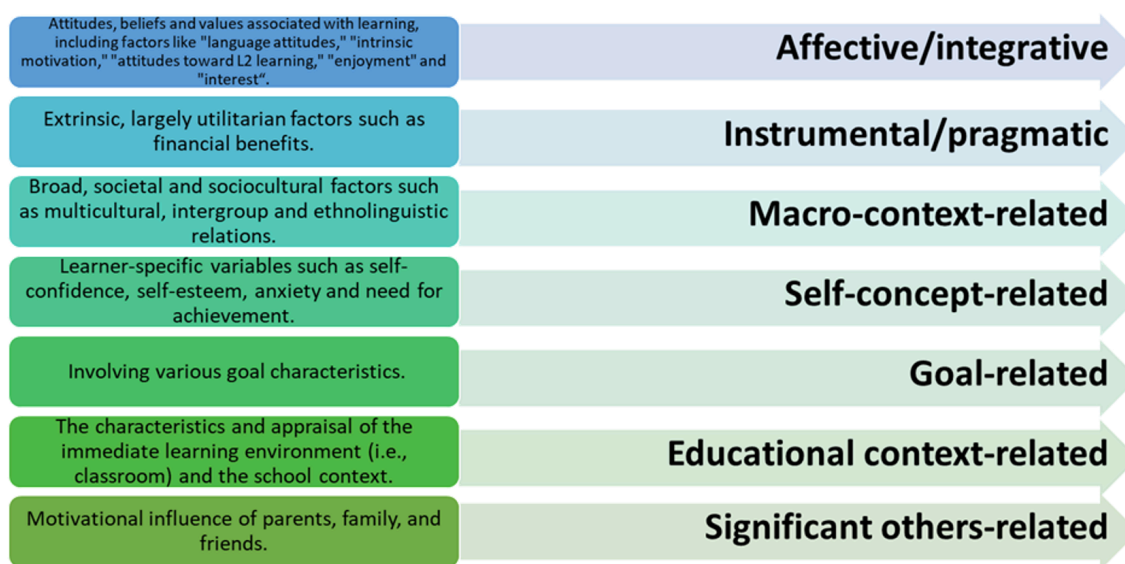 Attitudes, beliefs and values associated with learning,
including factors like "language attitudes," "intrinsic
motivation," "attitudes toward L2 learning," "enjoyment" and
"interest“.
Affective/integrative
Extrinsic, largely utilitarian factors such as
financial benefits.
Instrumental/pragmatic
Broad, societal and sociocultural factors such
as multicultural, intergroup and ethnolinguistic
relations.
Macro-context-related
Learner-specific variables such as self-
confidence, self-esteem, anxiety and need for
achievement.
Self-concept-related
Involving various goal characteristics.
Goal-related
The characteristics and appraisal of the
immediate learning environment (i.e.,
classroom) and the school context.
Educational context-related
Motivational influence of parents, family, and
friends.
Significant others-related